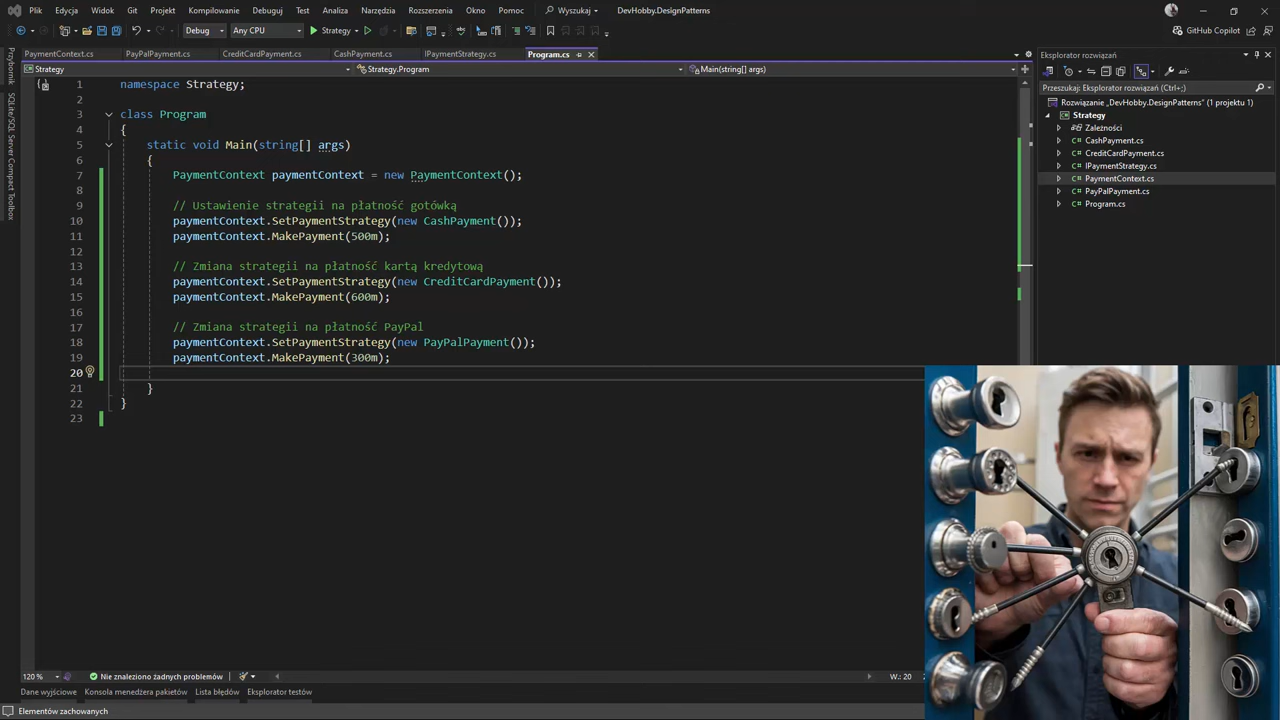 Plik Edycja Widok Git Projekt Kompilowanie Debuguj Test Analiza Narzędzia Rozszerzenia Okno Pomoc Wyszukaj DevHobby.DesignPatterns
Debug Any CPU Strategy GitHub Copilot
PaymentContext.cs PayPalPayment.cs CreditCardPayment.cs CashPayment.cs IPaymentStrategy.cs Program.cs
Eksplorator rozwiązań
Strategy Strategy.Program Main(string[] args)
Przeszukaj: Eksplorator rozwiązań (Ctrl+;)
Rozwiązanie „DevHobby.DesignPatterns” (1 projektu 1)
Strategy
Zależności
CashPayment.cs
CreditCardPayment.cs
IPaymentStrategy.cs
PaymentContext.cs
PayPalPayment.cs
Program.cs
Przybornik
SQLite/SQL Server Compact Toolbox
1 namespace Strategy;
2
3 class Program
4 {
5 static void Main(string[] args)
6 {
7 PaymentContext paymentContext = new PaymentContext();
8
9 // Ustawienie strategii na płatność gotówką
10 paymentContext.SetPaymentStrategy(new CashPayment());
11 paymentContext.MakePayment(500m);
12
13 // Zmiana strategii na płatność kartą kredytową
14 paymentContext.SetPaymentStrategy(new CreditCardPayment());
15 paymentContext.MakePayment(600m);
16
17 // Zmiana strategii na płatność PayPal
18 paymentContext.SetPaymentStrategy(new PayPalPayment());
19 paymentContext.MakePayment(300m);
20
21 }
22 }
23
120 % Nie znaleziono żadnych problemów W.: 20
Dane wyjściowe Konsola menedżera pakietów Lista błędów Eksplorator testów
Elementów zachowanych